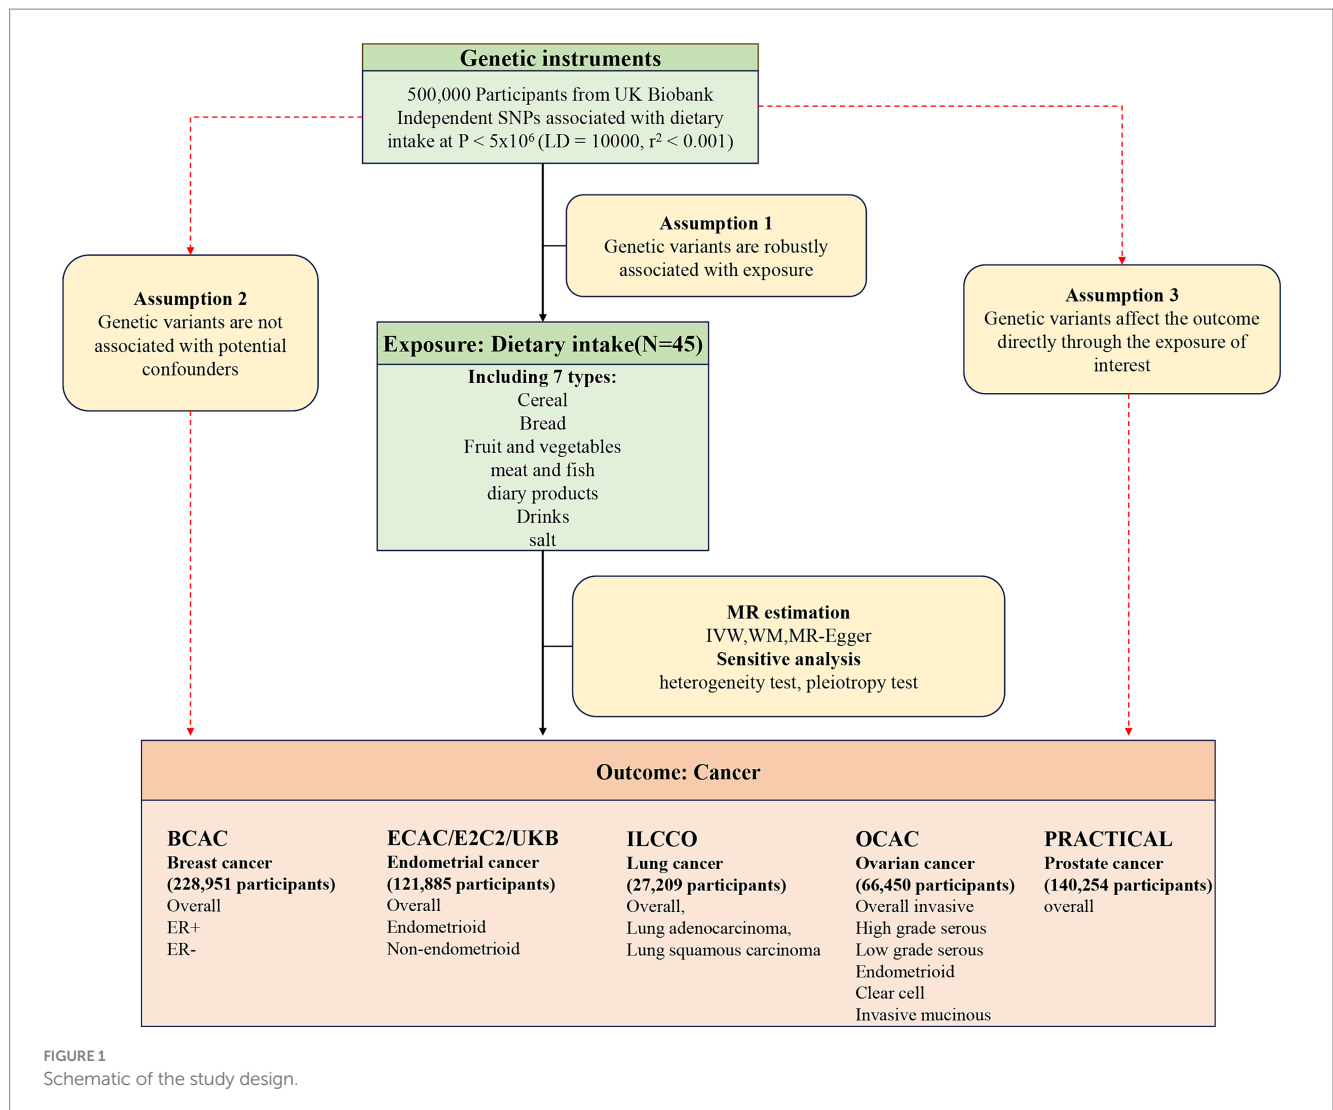 Genetic instruments
500,000 Participants from UK Biobank
Independent SNPs associated with dietary
intake at P < 5x10⁶ (LD = 10000, r² < 0.001)
Assumption 1
Genetic variants are robustly
associated with exposure
Assumption 2
Genetic variants are not
associated with potential
confounders
Assumption 3
Genetic variants affect the outcome
directly through the exposure of
interest
Exposure: Dietary intake(N=45)
Including 7 types:
Cereal
Bread
Fruit and vegetables
meat and fish
diary products
Drinks
salt
MR estimation
IVW,WM,MR-Egger
Sensitive analysis
heterogeneity test, pleiotropy test
Outcome: Cancer
BCAC
Breast cancer
(228,951 participants)
Overall
ER+
ER-
ECAC/E2C2/UKB
Endometrial cancer
(121,885 participants)
Overall
Endometrioid
Non-endometrioid
ILCCO
Lung cancer
(27,209 participants)
Overall,
Lung adenocarcinoma,
Lung squamous carcinoma
OCAC
Ovarian cancer
(66,450 participants)
Overall invasive
High grade serous
Low grade serous
Endometrioid
Clear cell
Invasive mucinous
PRACTICAL
Prostate cancer
(140,254 participants)
overall
FIGURE 1
Schematic of the study design.